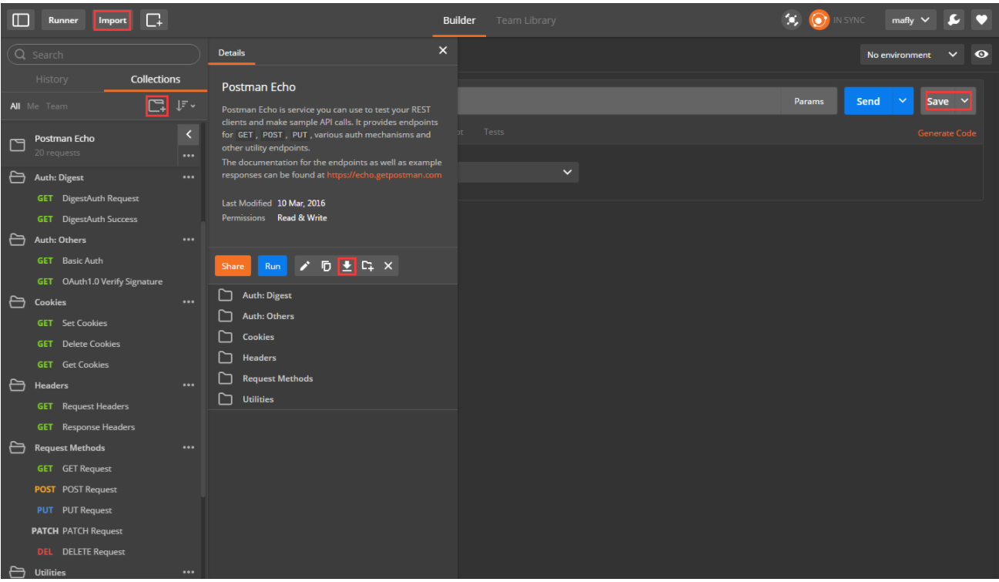 Runner
Import
Builder
Team Library
IN SYNC
mafly
Search
History
Collections
All Me Team
Postman Echo
20 requests
Auth: Digest
GET DigestAuth Request
GET DigestAuth Success
Auth: Others
GET Basic Auth
GET OAuth1.0 Verify Signature
Cookies
GET Set Cookies
GET Delete Cookies
GET Get Cookies
Headers
GET Request Headers
GET Response Headers
Request Methods
GET GET Request
POST POST Request
PUT PUT Request
PATCH PATCH Request
DEL DELETE Request
Utilities
Details
Postman Echo
Postman Echo is service you can use to test your REST
clients and make sample API calls. It provides endpoints
for GET , POST , PUT , various auth mechanisms and
other utility endpoints.
The documentation for the endpoints as well as example
responses can be found at https://echo.getpostman.com
Last Modified 10 Mar, 2016
Permissions Read & Write
Share
Run
Auth: Digest
Auth: Others
Cookies
Headers
Request Methods
Utilities
No environment
Params
Send
Save
Tests
Generate Code